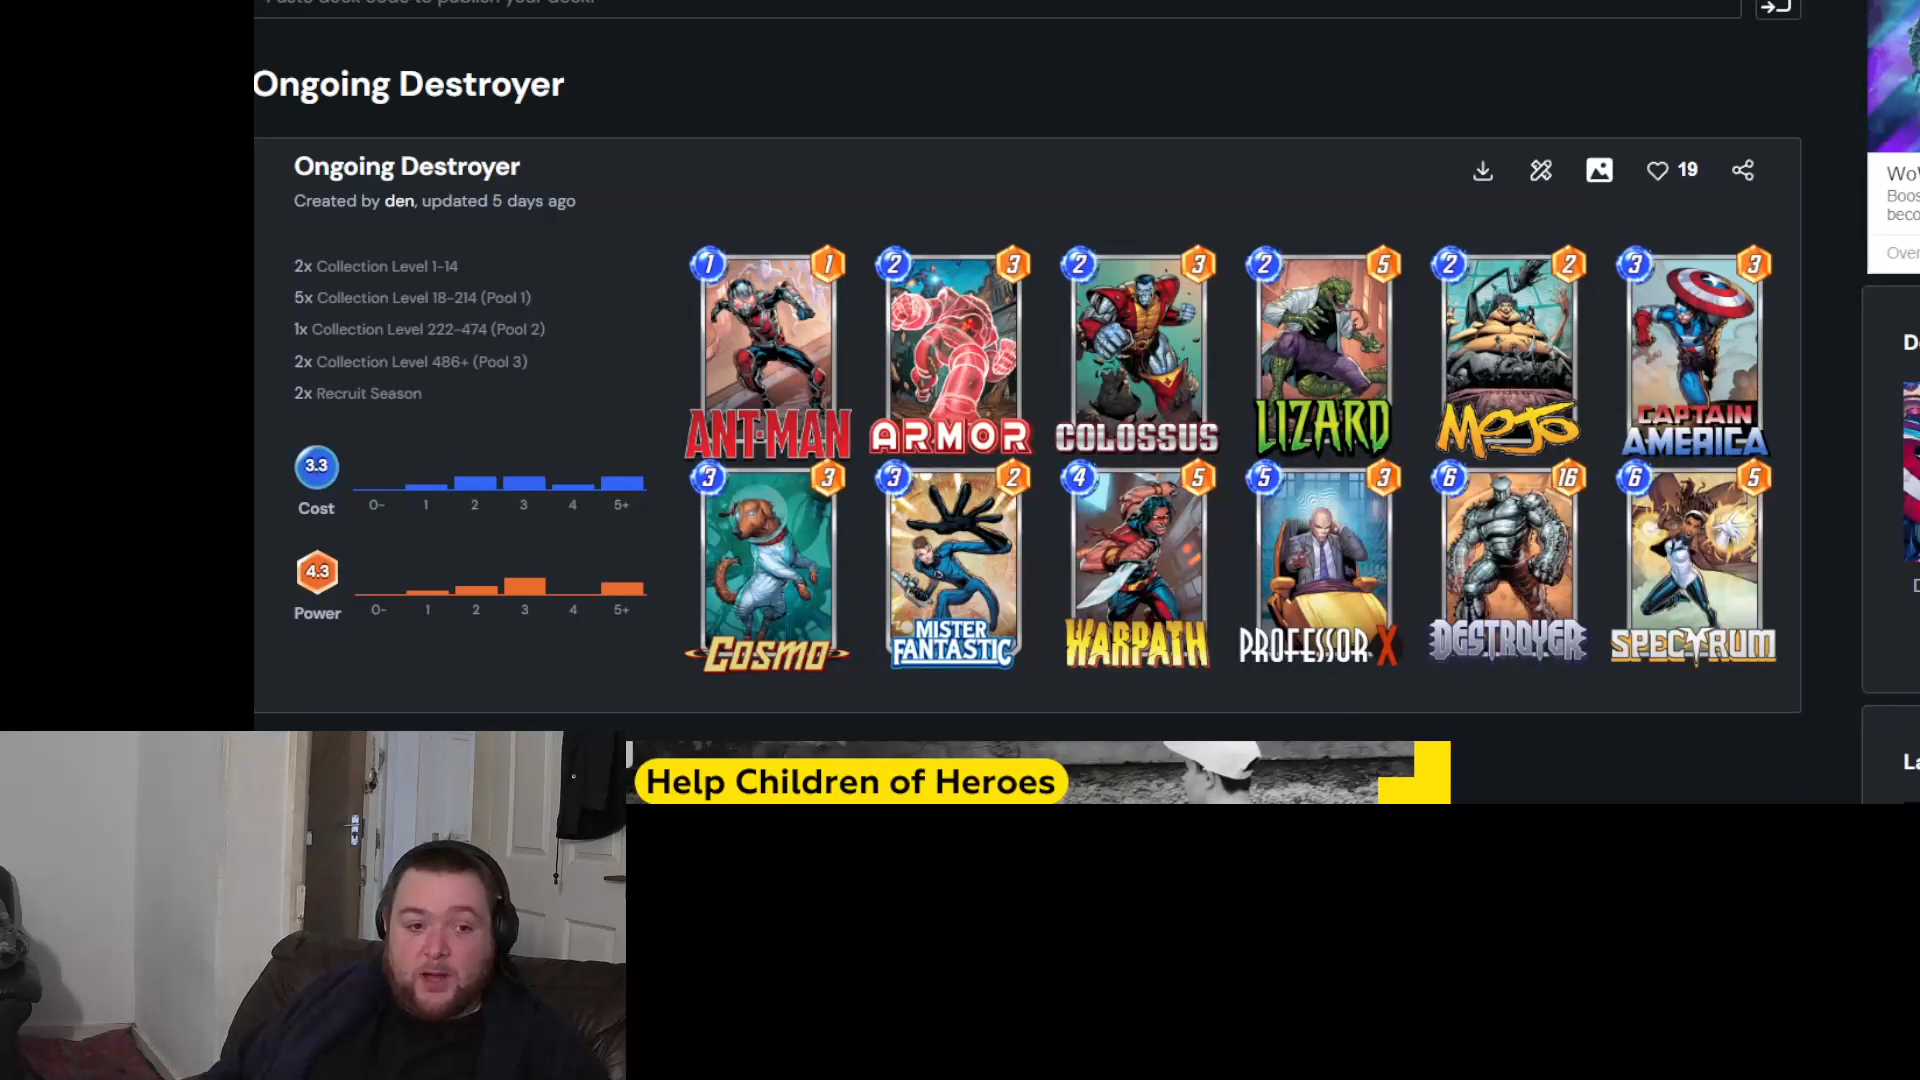 Ongoing Destroyer
Ongoing Destroyer
Created by den, updated 5 days ago
19
2x Collection Level 1-14
5x Collection Level 18-214 (Pool 1)
1x Collection Level 222-474 (Pool 2)
2x Collection Level 486+ (Pool 3)
2x Recruit Season
3.3
Cost
0- 1 2 3 4 5+
4.3
Power
0- 1 2 3 4 5+
1 1 2 3 2 3 2 5 2 2 3 3
ANT-MAN ARMOR COLOSSUS LIZARD MOJO CAPTAIN AMERICA
3 3 3 2 4 5 5 3 6 16 6 5
COSMO MISTER FANTASTIC WARPATH PROFESSOR X DESTROYER SPECTRUM
Help Children of Heroes
Boos
beco
Over